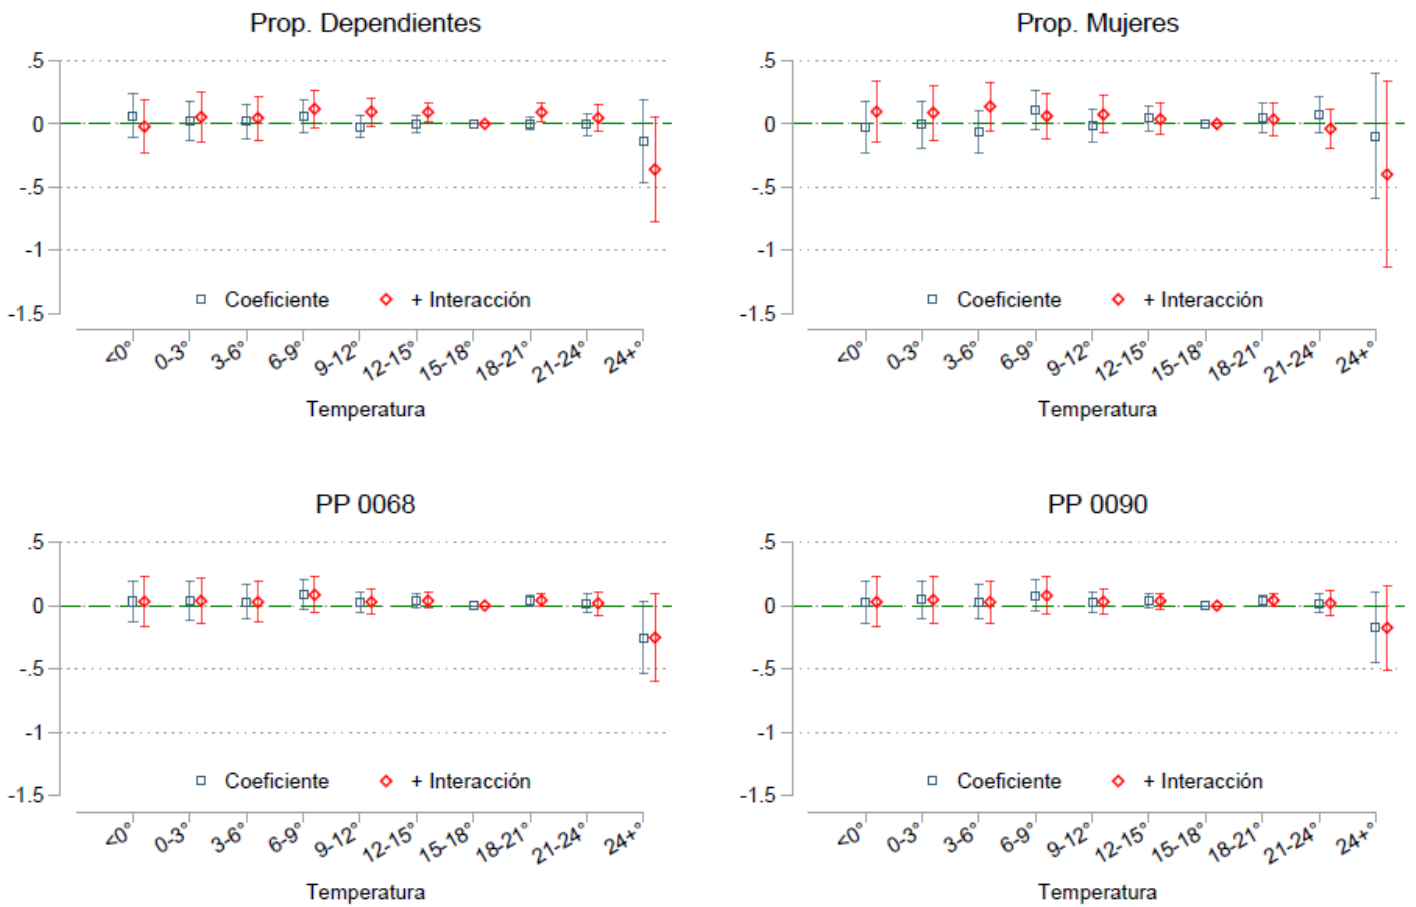 Prop. Dependientes
.5
0
-.5
-1
-1.5
Coeficiente + Interacción
<0° 0-3° 3-6° 6-9° 9-12° 12-15° 15-18° 18-21° 21-24° 24+°
Temperatura
Prop. Mujeres
.5
0
-.5
-1
-1.5
Coeficiente + Interacción
<0° 0-3° 3-6° 6-9° 9-12° 12-15° 15-18° 18-21° 21-24° 24+°
Temperatura
PP 0068
.5
0
-.5
-1
-1.5
Coeficiente + Interacción
<0° 0-3° 3-6° 6-9° 9-12° 12-15° 15-18° 18-21° 21-24° 24+°
Temperatura
PP 0090
.5
0
-.5
-1
-1.5
Coeficiente + Interacción
<0° 0-3° 3-6° 6-9° 9-12° 12-15° 15-18° 18-21° 21-24° 24+°
Temperatura